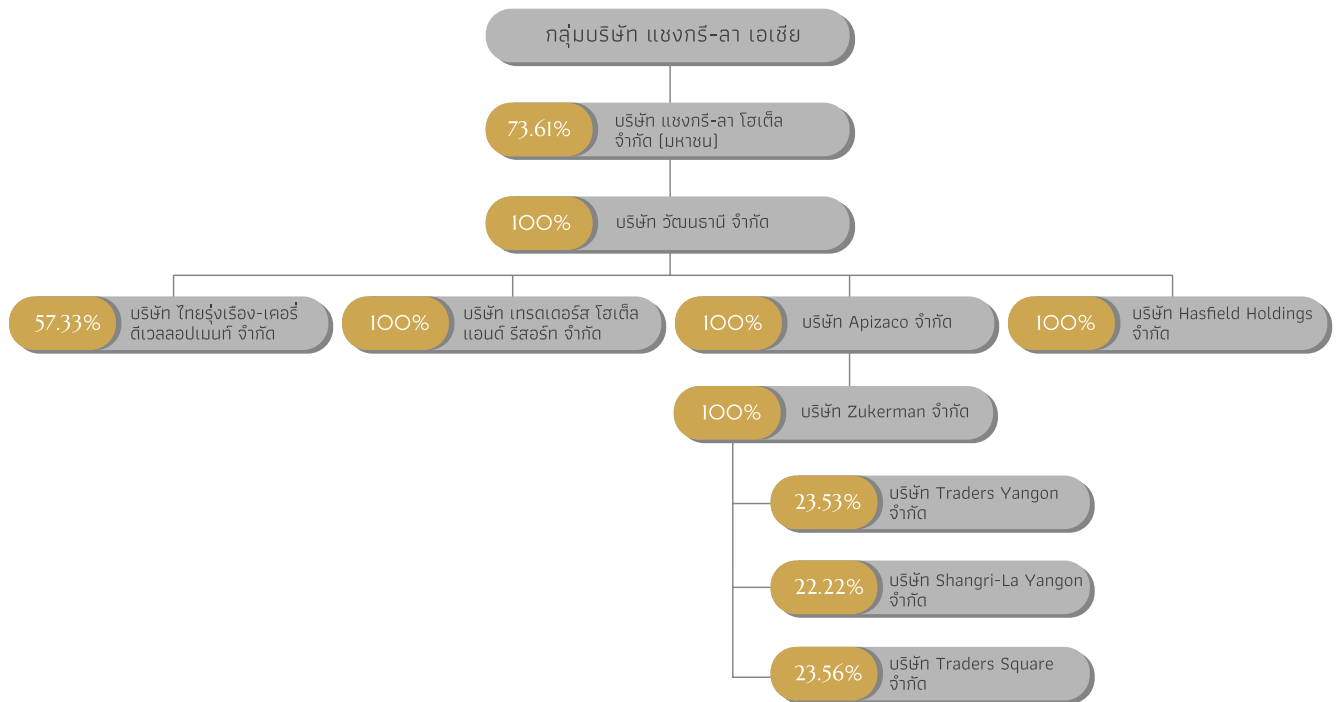 กลุ่มบริษัท แชงกรี-ลา เอเชีย
73.61%
บริษัท แชงกรี-ลา โฮเต็ล
จำกัด (มหาชน)
100%
บริษัท วัฒนธานี จำกัด
57.33%
บริษัท ไทยรุ่งเรือง-เคอรี่
ดีเวลลอปเมนท์ จำกัด
100%
บริษัท เทรดเดอร์ส โฮเต็ล
แอนด์ รีสอร์ท จำกัด
100%
บริษัท Apizaco จำกัด
100%
บริษัท Hasfield Holdings
จำกัด
100%
บริษัท Zukerman จำกัด
23.53%
บริษัท Traders Yangon
จำกัด
22.22%
บริษัท Shangri-La Yangon
จำกัด
23.56%
บริษัท Traders Square
จำกัด